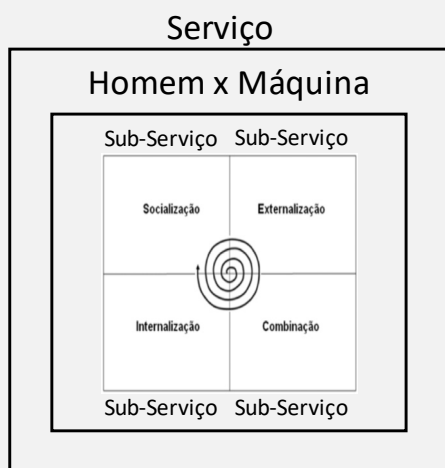 Serviço
Homem x Máquina
Sub-Serviço Sub-Serviço
Socialização Externalização
Internalização Combinação
Sub-Serviço Sub-Serviço